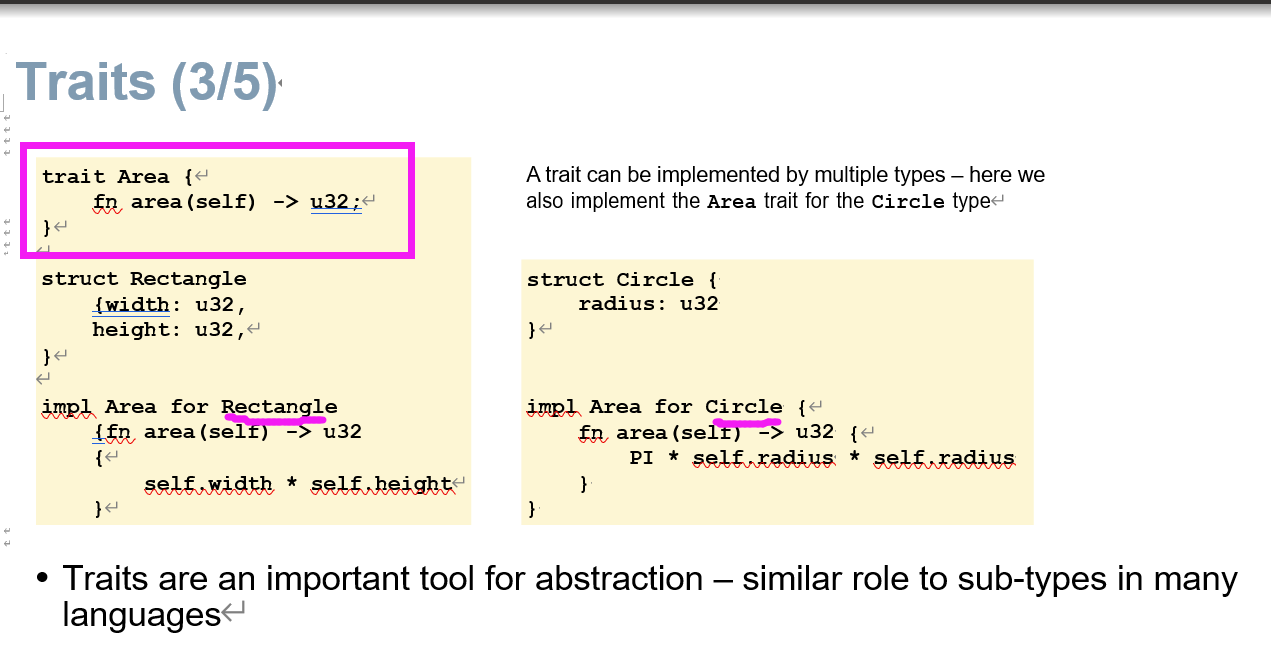 Traits (3/5)
trait Area {
fn area(self) -> u32;
}
struct Rectangle
{width: u32,
height: u32,
}
impl Area for Rectangle
{fn area(self) -> u32
{
self.width * self.height
}
A trait can be implemented by multiple types – here we
also implement the Area trait for the Circle type
struct Circle {
radius: u32
}
impl Area for Circle {
fn area(self) -> u32 {
PI * self.radius * self.radius
}
}
• Traits are an important tool for abstraction – similar role to sub-types in many
languages